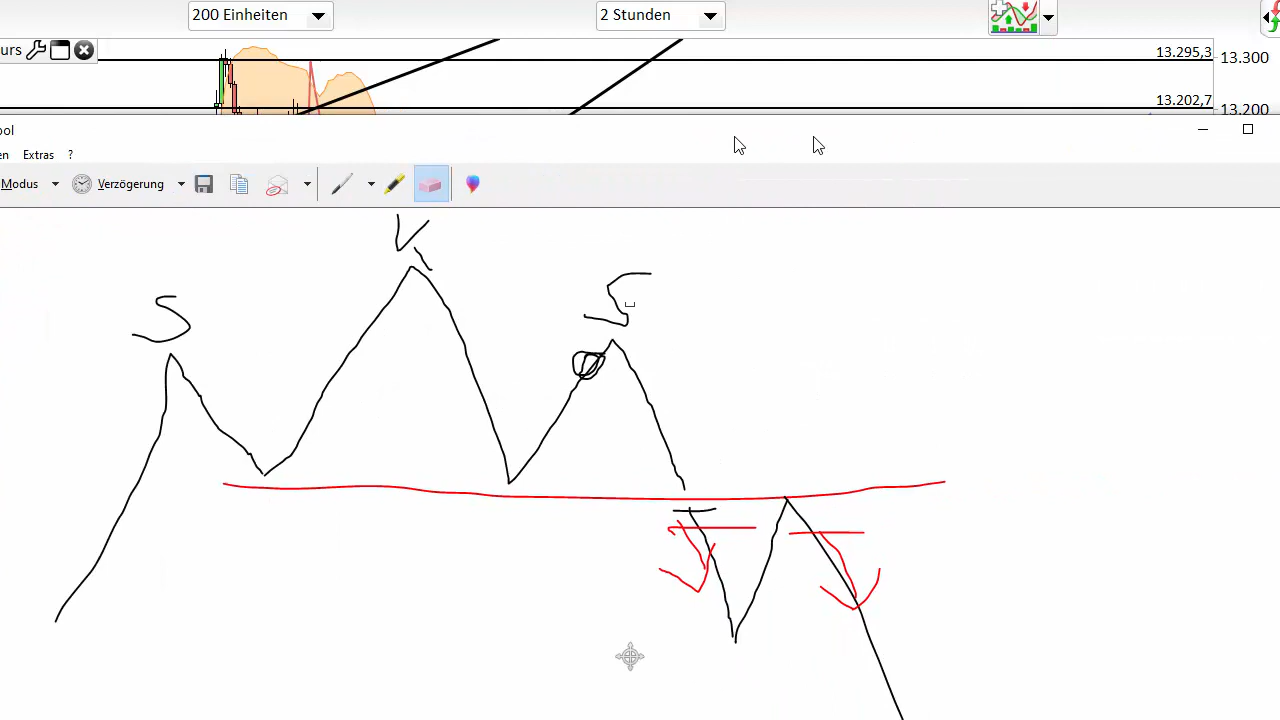 200 Einheiten 2 Stunden
urs 13.295,3 13.300
13.202,7 13.200
ool
en Extras ?
Modus Verzögerung
K
S S